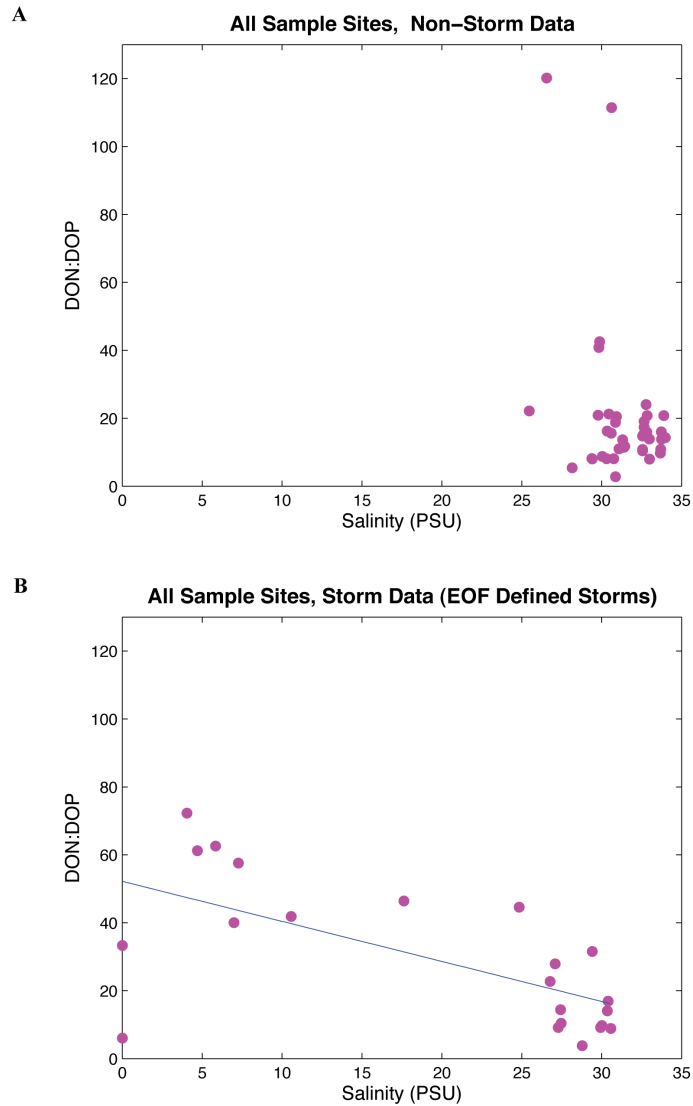 A
All Sample Sites, Non–Storm Data
120
100
80
60
40
20
0
DON:DOP
0 5 10 15 20 25 30 35
Salinity (PSU)
B
All Sample Sites, Storm Data (EOF Defined Storms)
120
100
80
60
40
20
0
DON:DOP
0 5 10 15 20 25 30 35
Salinity (PSU)